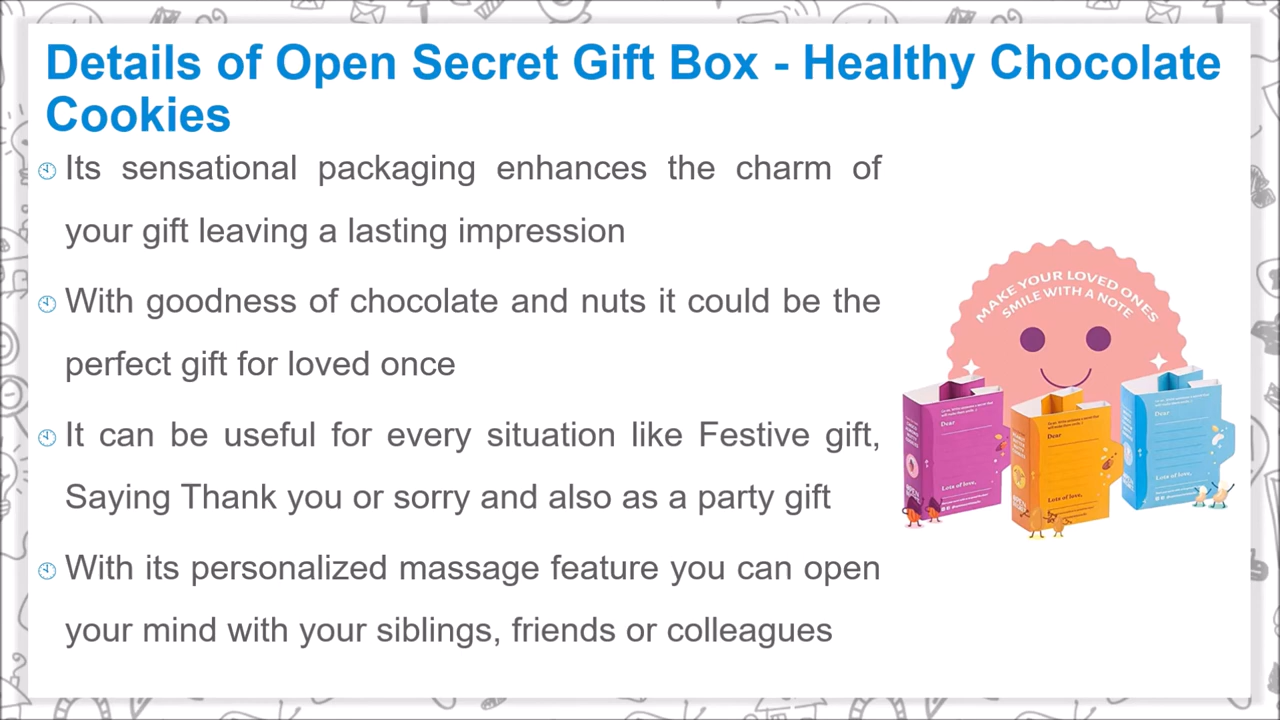 Details of Open Secret Gift Box - Healthy Chocolate
Cookies
Its sensational packaging enhances the charm of
your gift leaving a lasting impression
With goodness of chocolate and nuts it could be the
perfect gift for loved once
It can be useful for every situation like Festive gift,
Saying Thank you or sorry and also as a party gift
With its personalized massage feature you can open
your mind with your siblings, friends or colleagues
MAKE YOUR LOVED ONES
SMILE WITH A NOTE
Dear
Lots of love,
Dear
Lots of love,
Dear
Lots of love,